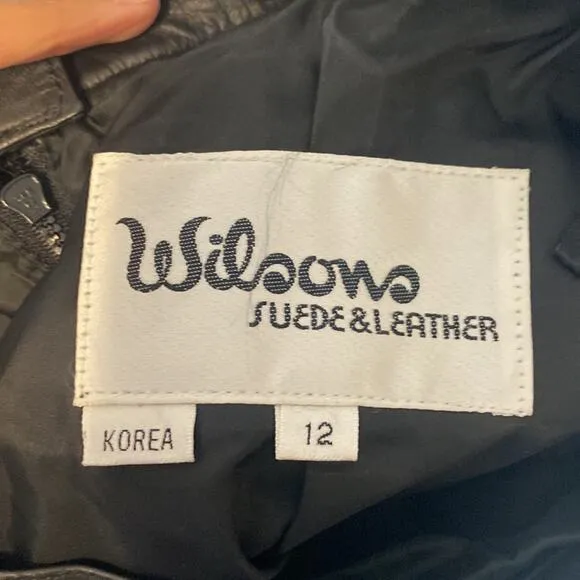 Wilsons
SUEDE & LEATHER
KOREA
12